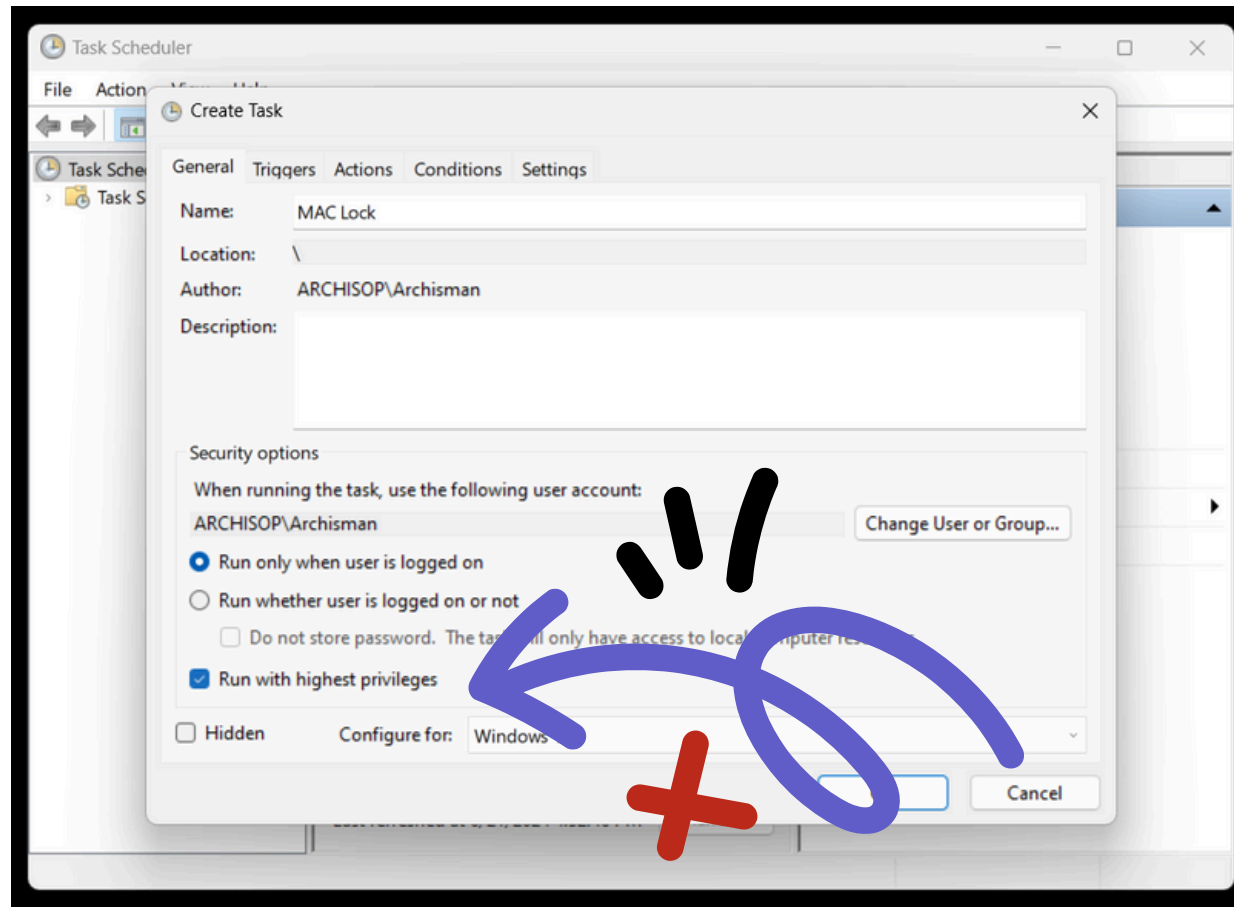 Task Scheduler
File Action
Create Task
Task Sche
Task S
General Triggers Actions Conditions Settings
Name: MAC Lock
Location: \
Author: ARCHISOP\Archisman
Description:
Security options
When running the task, use the following user account:
ARCHISOP\Archisman Change User or Group...
Run only when user is logged on
Run whether user is logged on or not
Do not store password. The task will only have access to local computer
Run with highest privileges
Hidden Configure for: Windows
Cancel